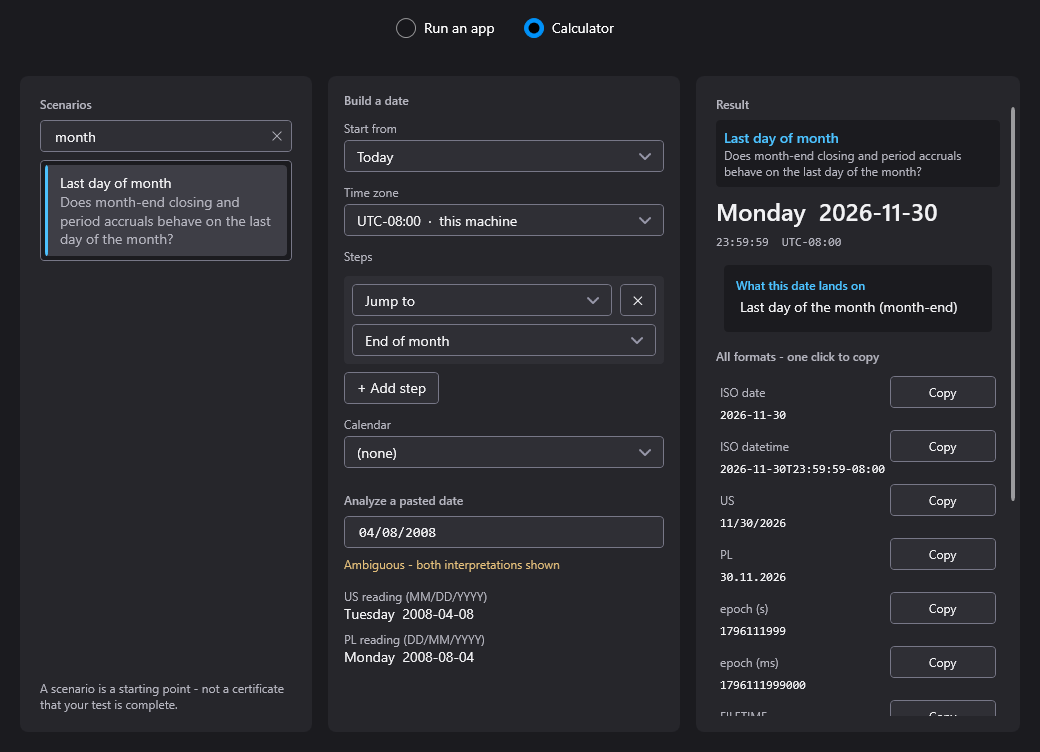 Run an app
Calculator
Scenarios
month
Last day of month
Does month-end closing and
period accruals behave on the last
day of the month?
A scenario is a starting point - not a certificate
that your test is complete.
Build a date
Start from
Today
Time zone
UTC-08:00 · this machine
Steps
Jump to
End of month
+ Add step
Calendar
(none)
Analyze a pasted date
04/08/2008
Ambiguous - both interpretations shown
US reading (MM/DD/YYYY)
Tuesday 2008-04-08
PL reading (DD/MM/YYYY)
Monday 2008-08-04
Result
Last day of month
Does month-end closing and period accruals
behave on the last day of the month?
Monday 2026-11-30
23:59:59 UTC-08:00
What this date lands on
Last day of the month (month-end)
All formats - one click to copy
ISO date
Copy
2026-11-30
ISO datetime
Copy
2026-11-30T23:59:59-08:00
US
Copy
11/30/2026
PL
Copy
30.11.2026
epoch (s)
Copy
1796111999
epoch (ms)
Copy
1796111999000
FILETIME
Copy